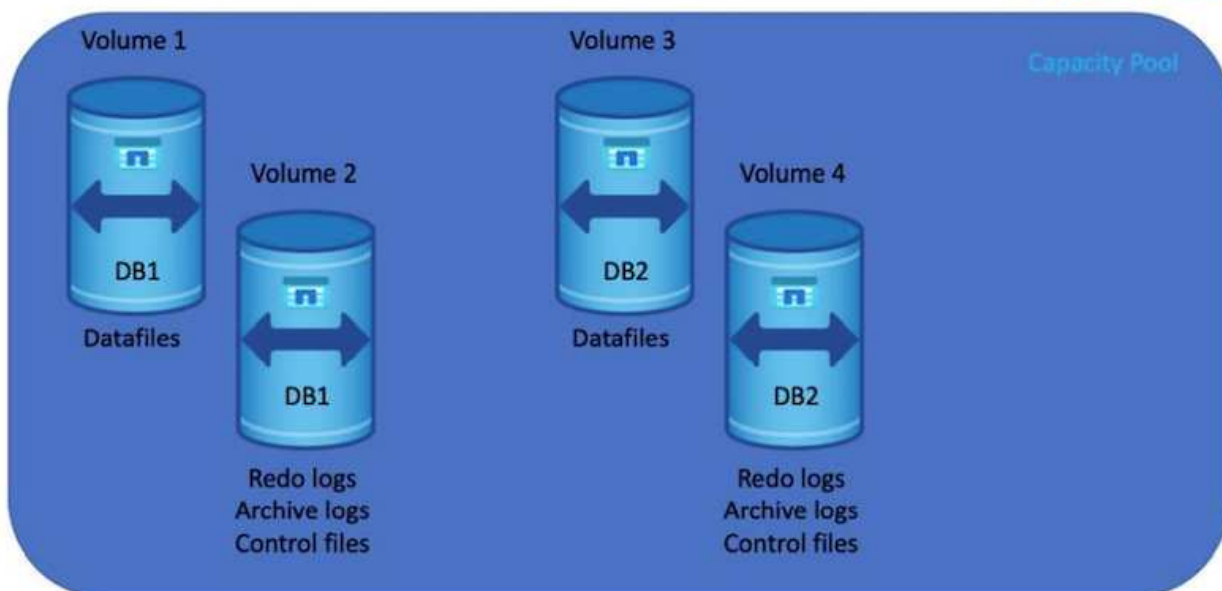 Volume 1
Volume 3
Capacity Pool
Volume 2
Volume 4
DB1
DB2
Datafiles
Datafiles
DB1
DB2
Redo logs
Archive logs
Control files
Redo logs
Archive logs
Control files